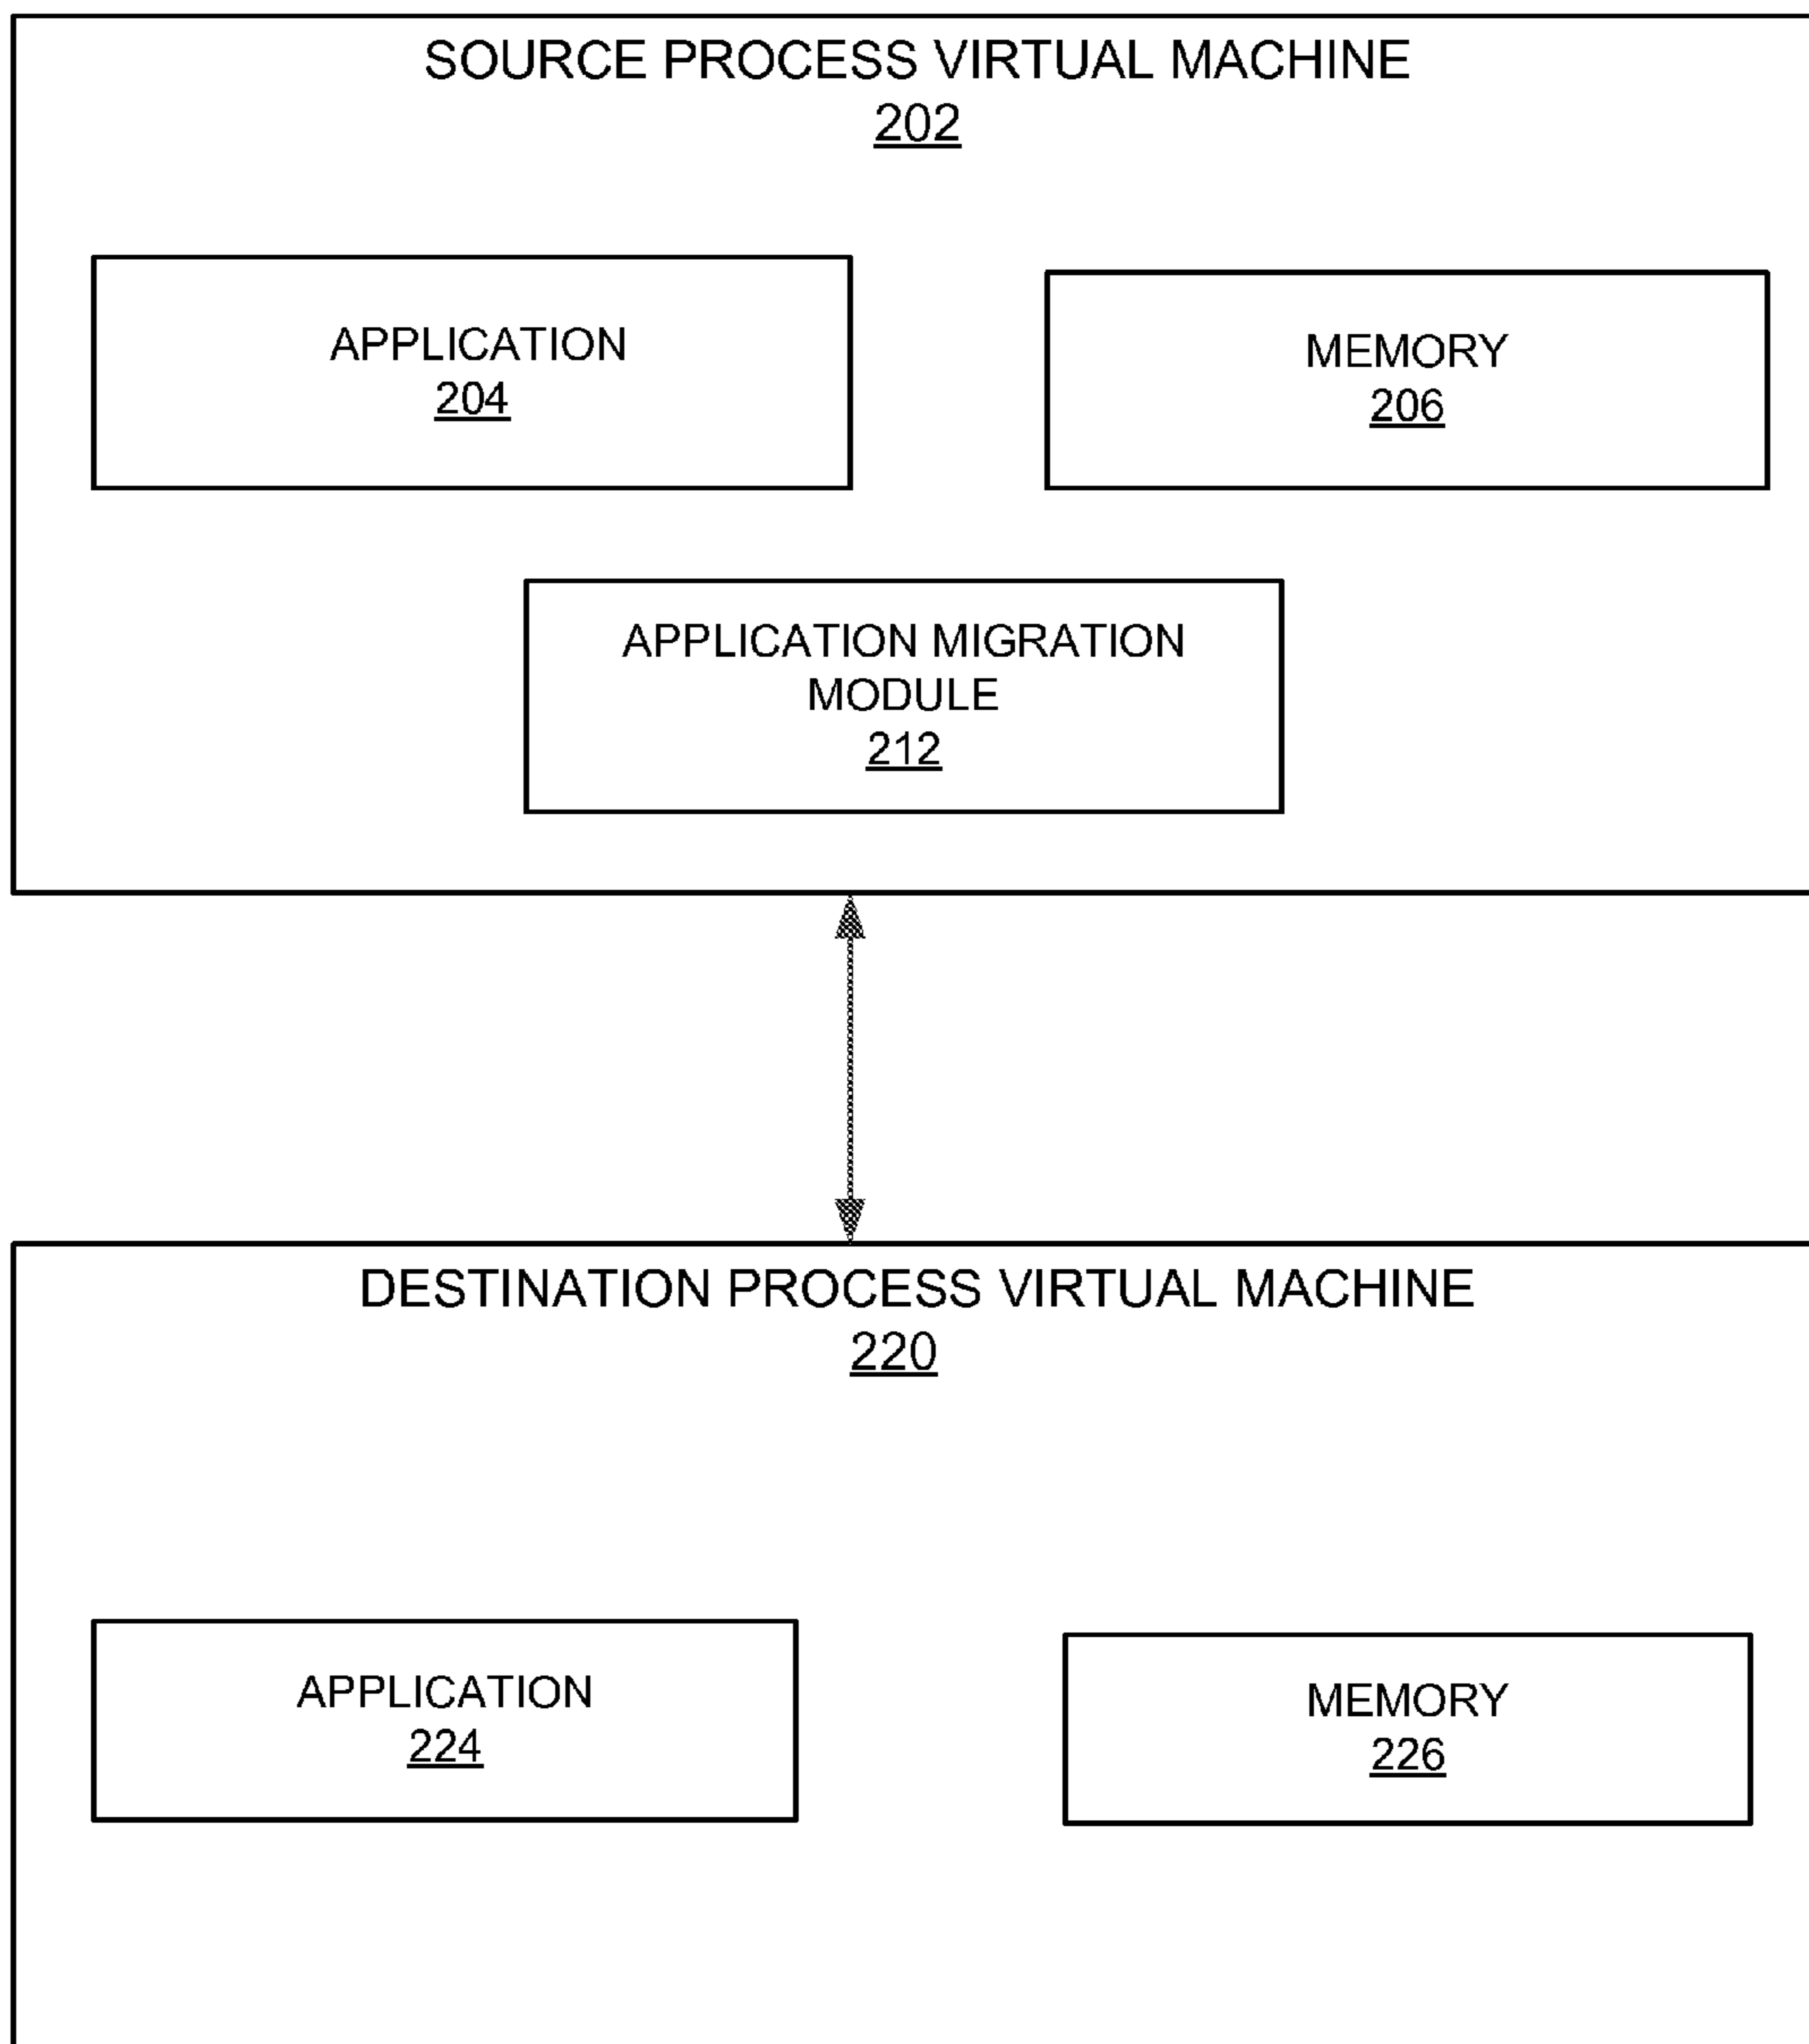 SOURCE PROCESS VIRTUAL MACHINE
202
APPLICATION
204
MEMORY
206
APPLICATION MIGRATION
MODULE
212
DESTINATION PROCESS VIRTUAL MACHINE
220
APPLICATION
224
MEMORY
226